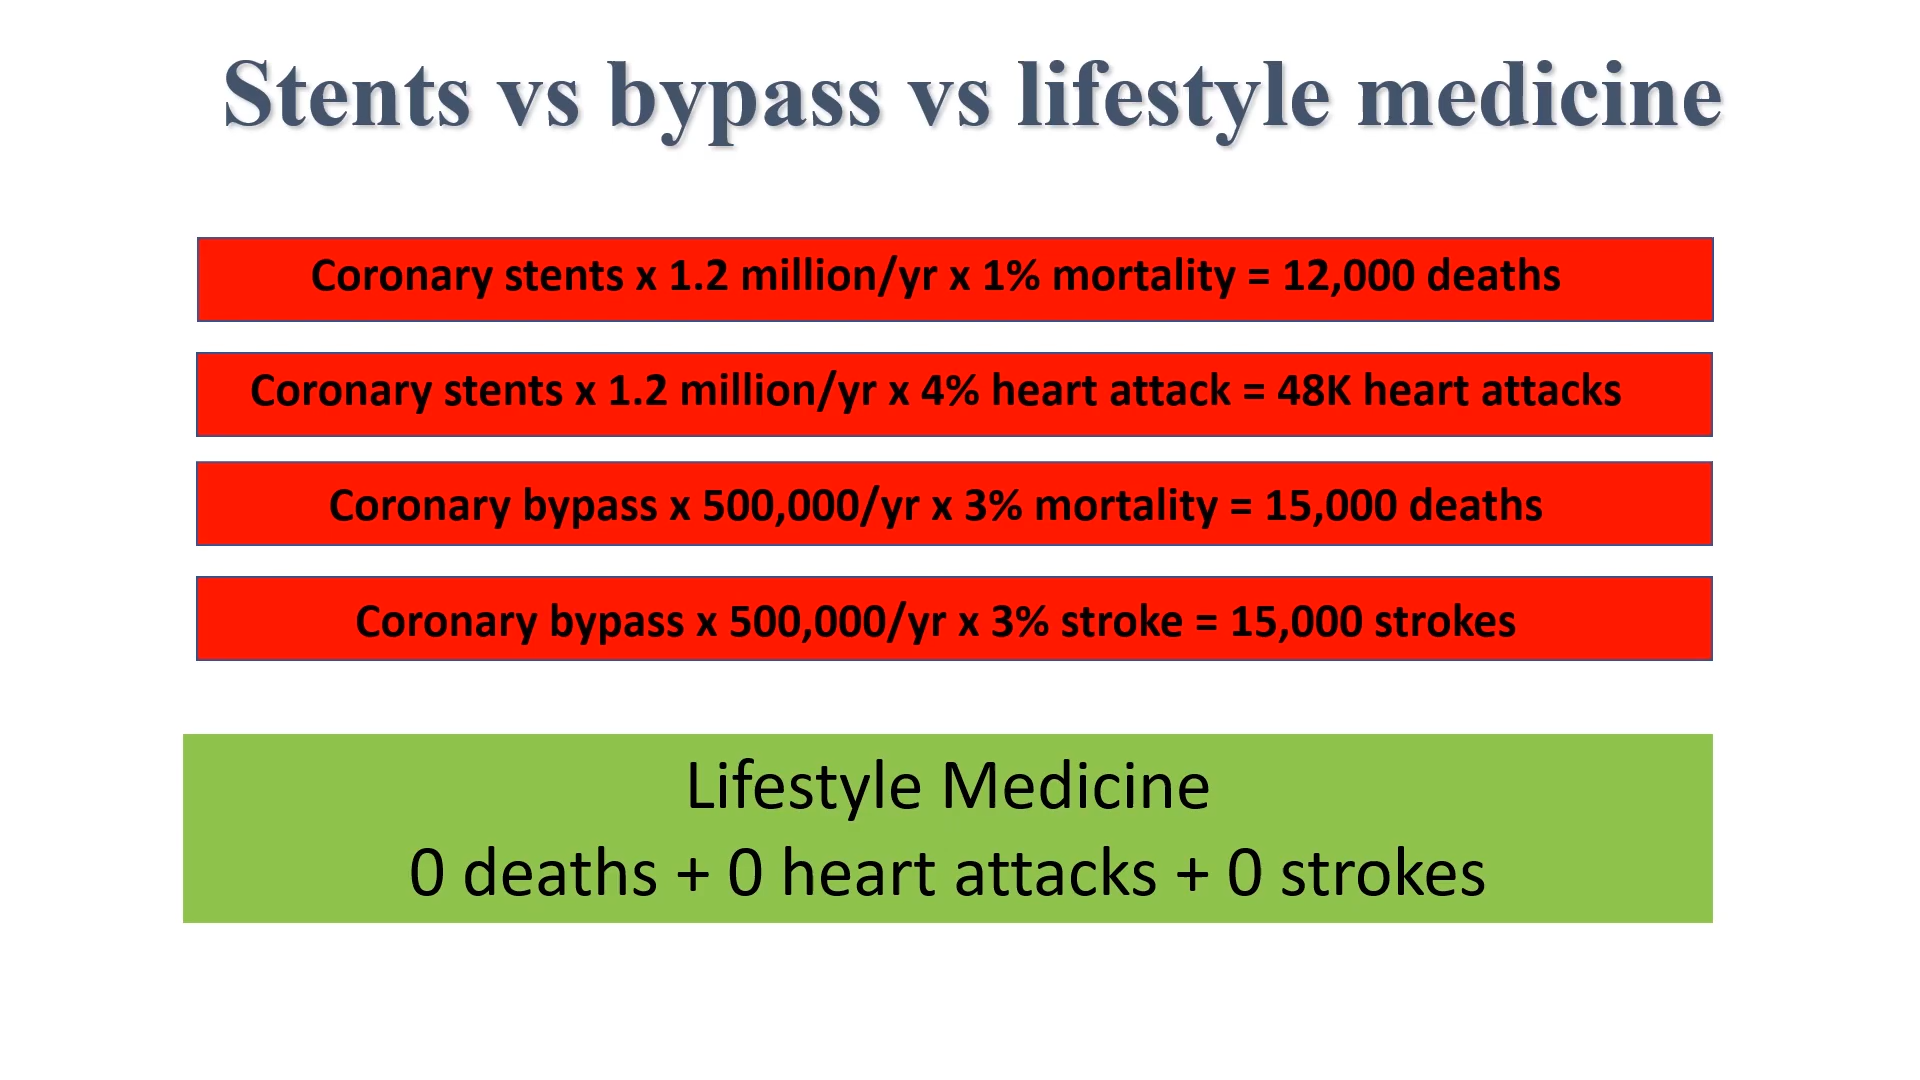 Stents vs bypass vs lifestyle medicine
Coronary stents x 1.2 million/yr x 1% mortality = 12,000 deaths
Coronary stents x 1.2 million/yr x 4% heart attack = 48K heart attacks
Coronary bypass x 500,000/yr x 3% mortality = 15,000 deaths
Coronary bypass x 500,000/yr x 3% stroke = 15,000 strokes
Lifestyle Medicine
0 deaths + 0 heart attacks + 0 strokes